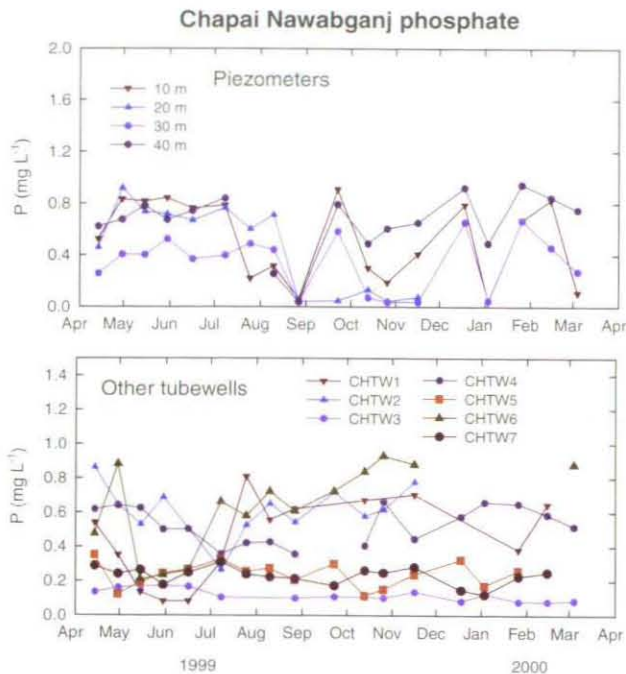 Chapai Nawabganj phosphate
Piezometers
10 m
20 m
30 m
40 m
P (mg L-1)
2.0
1.6
1.2
0.8
0.4
0.0
Apr May Jun Jul Aug Sep Oct Nov Dec Jan Feb Mar Apr
Other tubewells
CHTW1
CHTW2
CHTW3
CHTW4
CHTW5
CHTW6
CHTW7
P (mg L-1)
1.4
1.2
1.0
0.8
0.6
0.4
0.2
0.0
Apr May Jun Jul Aug Sep Oct Nov Dec Jan Feb Mar Apr
1999 2000